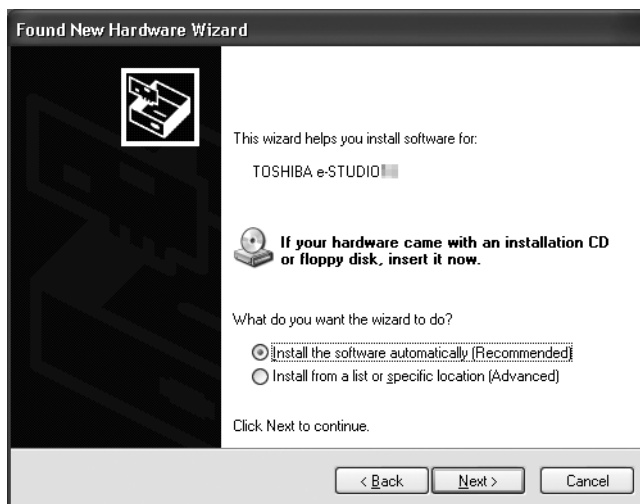 Found New Hardware Wizard
This wizard helps you install software for:
TOSHIBA e-STUDIO
If your hardware came with an installation CD
or floppy disk, insert it now.
What do you want the wizard to do?
Install the software automatically (Recommended)
Install from a list or specific location (Advanced)
Click Next to continue.
< Back
Next >
Cancel